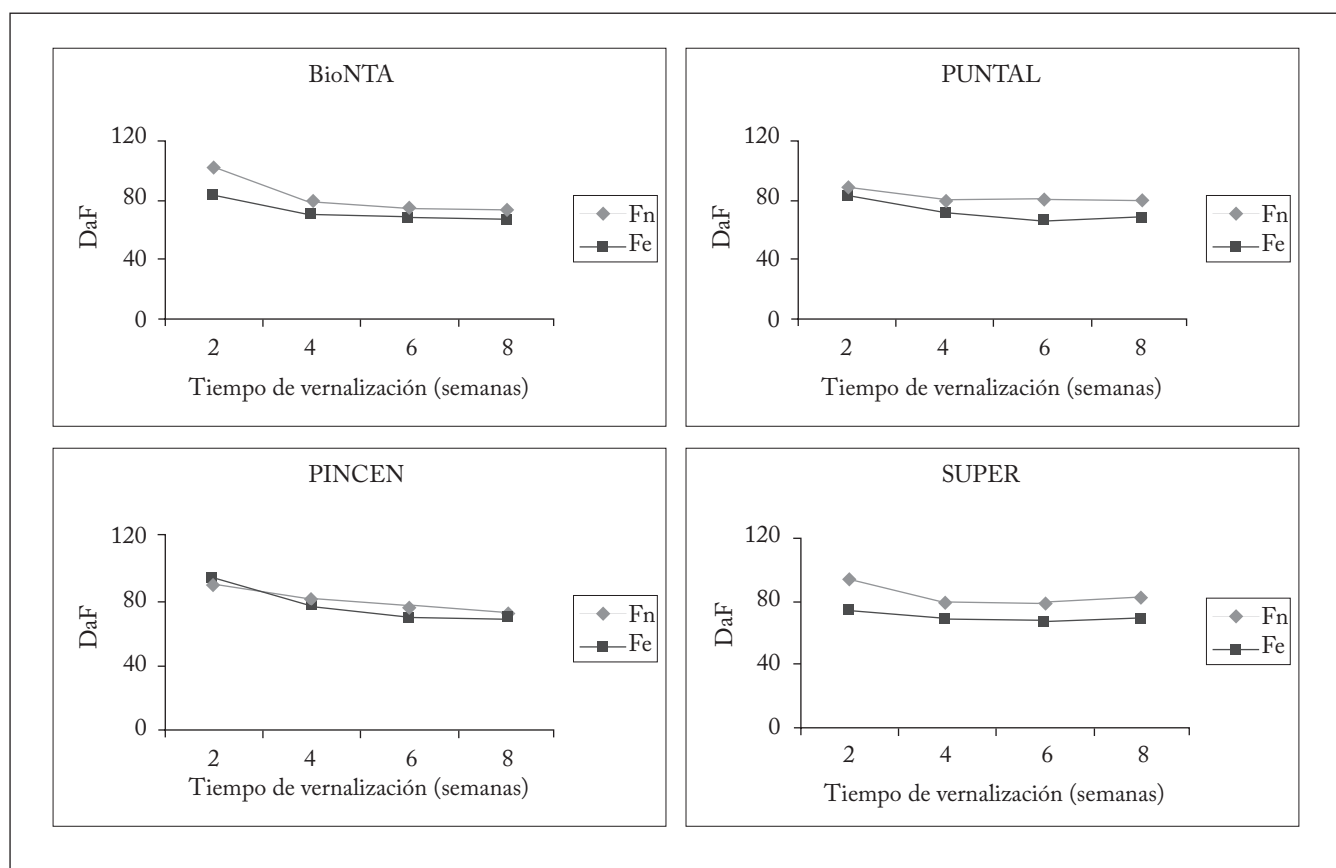 BioNTA
120
80
40
0
DaF
2 4 6 8
Tiempo de vernalización (semanas)
Fn
Fe
PUNTAL
120
80
40
0
DaF
2 4 6 8
Tiempo de vernalización (semanas)
Fn
Fe
PINCEN
120
80
40
0
DaF
2 4 6 8
Tiempo de vernalización (semanas)
Fn
Fe
SUPER
120
80
40
0
DaF
2 4 6 8
Tiempo de vernalización (semanas)
Fn
Fe